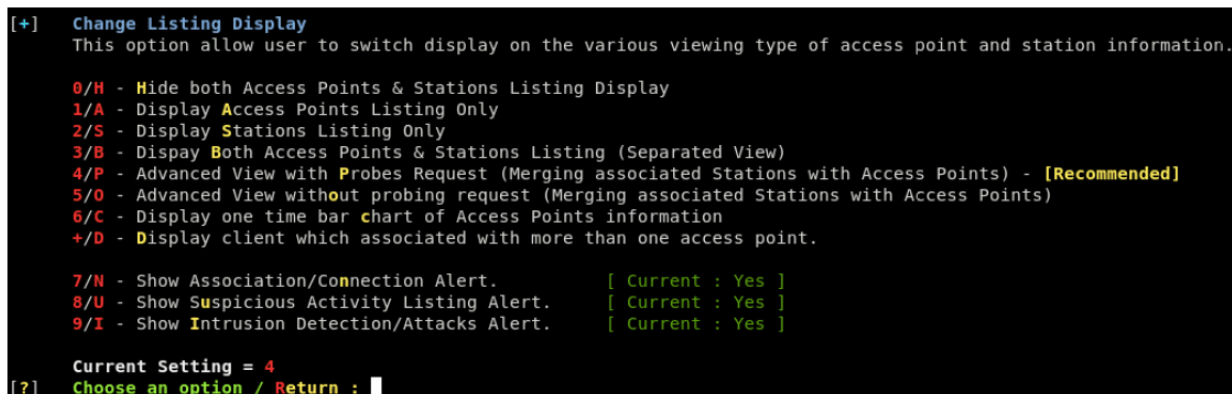 [+] Change Listing Display
This option allow user to switch display on the various viewing type of access point and station information.
0/H - Hide both Access Points & Stations Listing Display
1/A - Display Access Points Listing Only
2/S - Display Stations Listing Only
3/B - Dispay Both Access Points & Stations Listing (Separated View)
4/P - Advanced View with Probes Request (Merging associated Stations with Access Points) - [Recommended]
5/O - Advanced View without probing request (Merging associated Stations with Access Points)
6/C - Display one time bar chart of Access Points information
+/D - Display client which associated with more than one access point.
7/N - Show Association/Connection Alert. [ Current : Yes ]
8/U - Show Suspicious Activity Listing Alert. [ Current : Yes ]
9/I - Show Intrusion Detection/Attacks Alert. [ Current : Yes ]
Current Setting = 4
[?] Choose an option / Return :